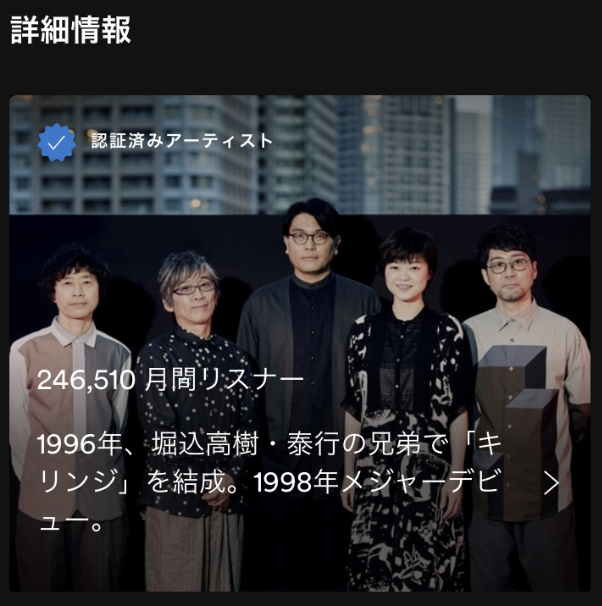 詳細情報
認証済みアーティスト
246,510 月間リスナー
1996年、堀込高樹・泰行の兄弟で「キ
リンジ」を結成。1998年メジャーデビ
ュー。